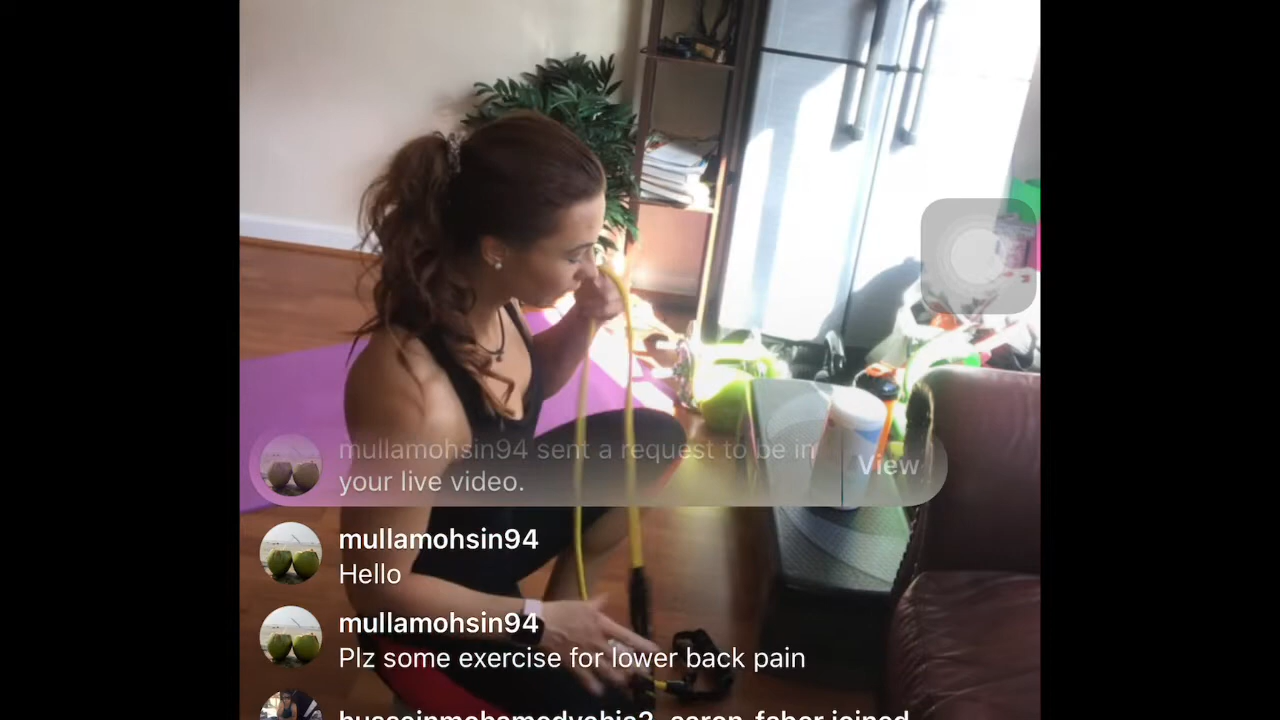 mullamohsin94 sent a request to be in
your live video.
View
mullamohsin94
Hello
mullamohsin94
Plz some exercise for lower back pain